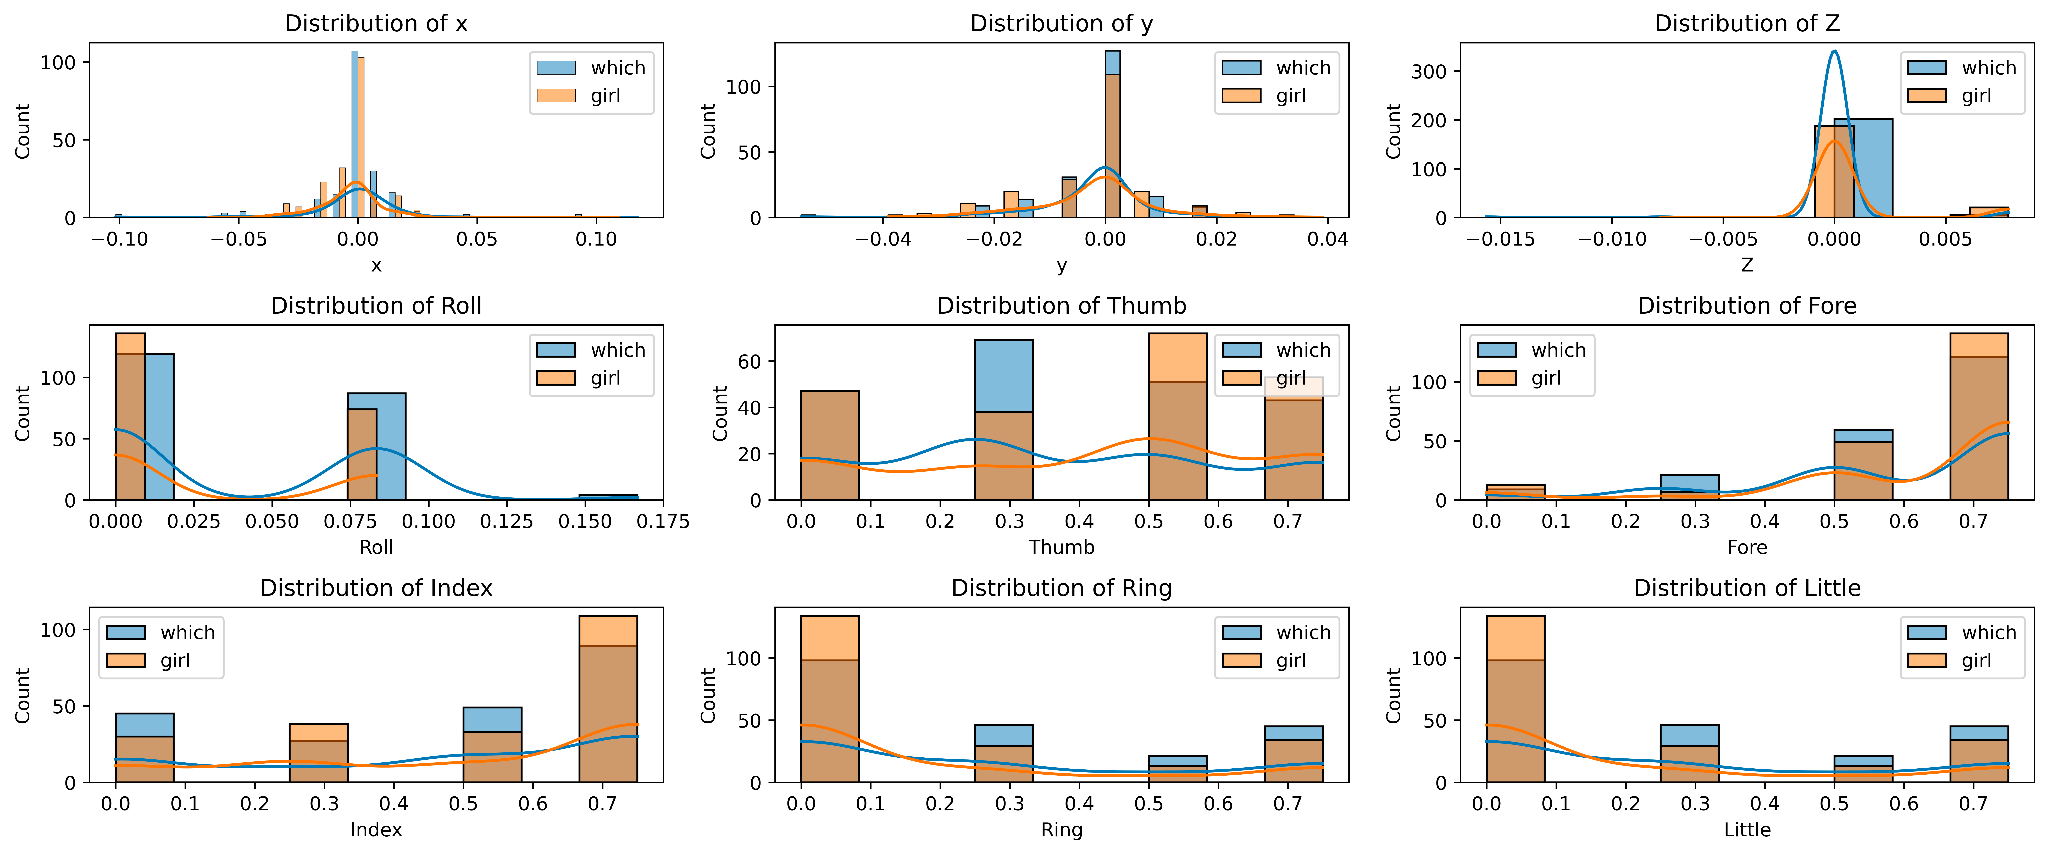 Distribution of x
Count
100
50
0
which
girl
−0.10
−0.05
0.00
0.05
0.10
x
Distribution of y
Count
100
50
0
which
girl
−0.04
−0.02
0.00
0.02
0.04
y
Distribution of Z
Count
300
200
100
0
which
girl
−0.015
−0.010
−0.005
0.000
0.005
Z
Distribution of Roll
Count
100
50
0
which
girl
0.000
0.025
0.050
0.075
0.100
0.125
0.150
0.175
Roll
Distribution of Thumb
Count
60
40
20
0
which
girl
0.0
0.1
0.2
0.3
0.4
0.5
0.6
0.7
Thumb
Distribution of Fore
Count
100
50
0
which
girl
0.0
0.1
0.2
0.3
0.4
0.5
0.6
0.7
Fore
Distribution of Index
Count
100
50
0
which
girl
0.0
0.1
0.2
0.3
0.4
0.5
0.6
0.7
Index
Distribution of Ring
Count
100
50
0
which
girl
0.0
0.1
0.2
0.3
0.4
0.5
0.6
0.7
Ring
Distribution of Little
Count
100
50
0
which
girl
0.0
0.1
0.2
0.3
0.4
0.5
0.6
0.7
Little